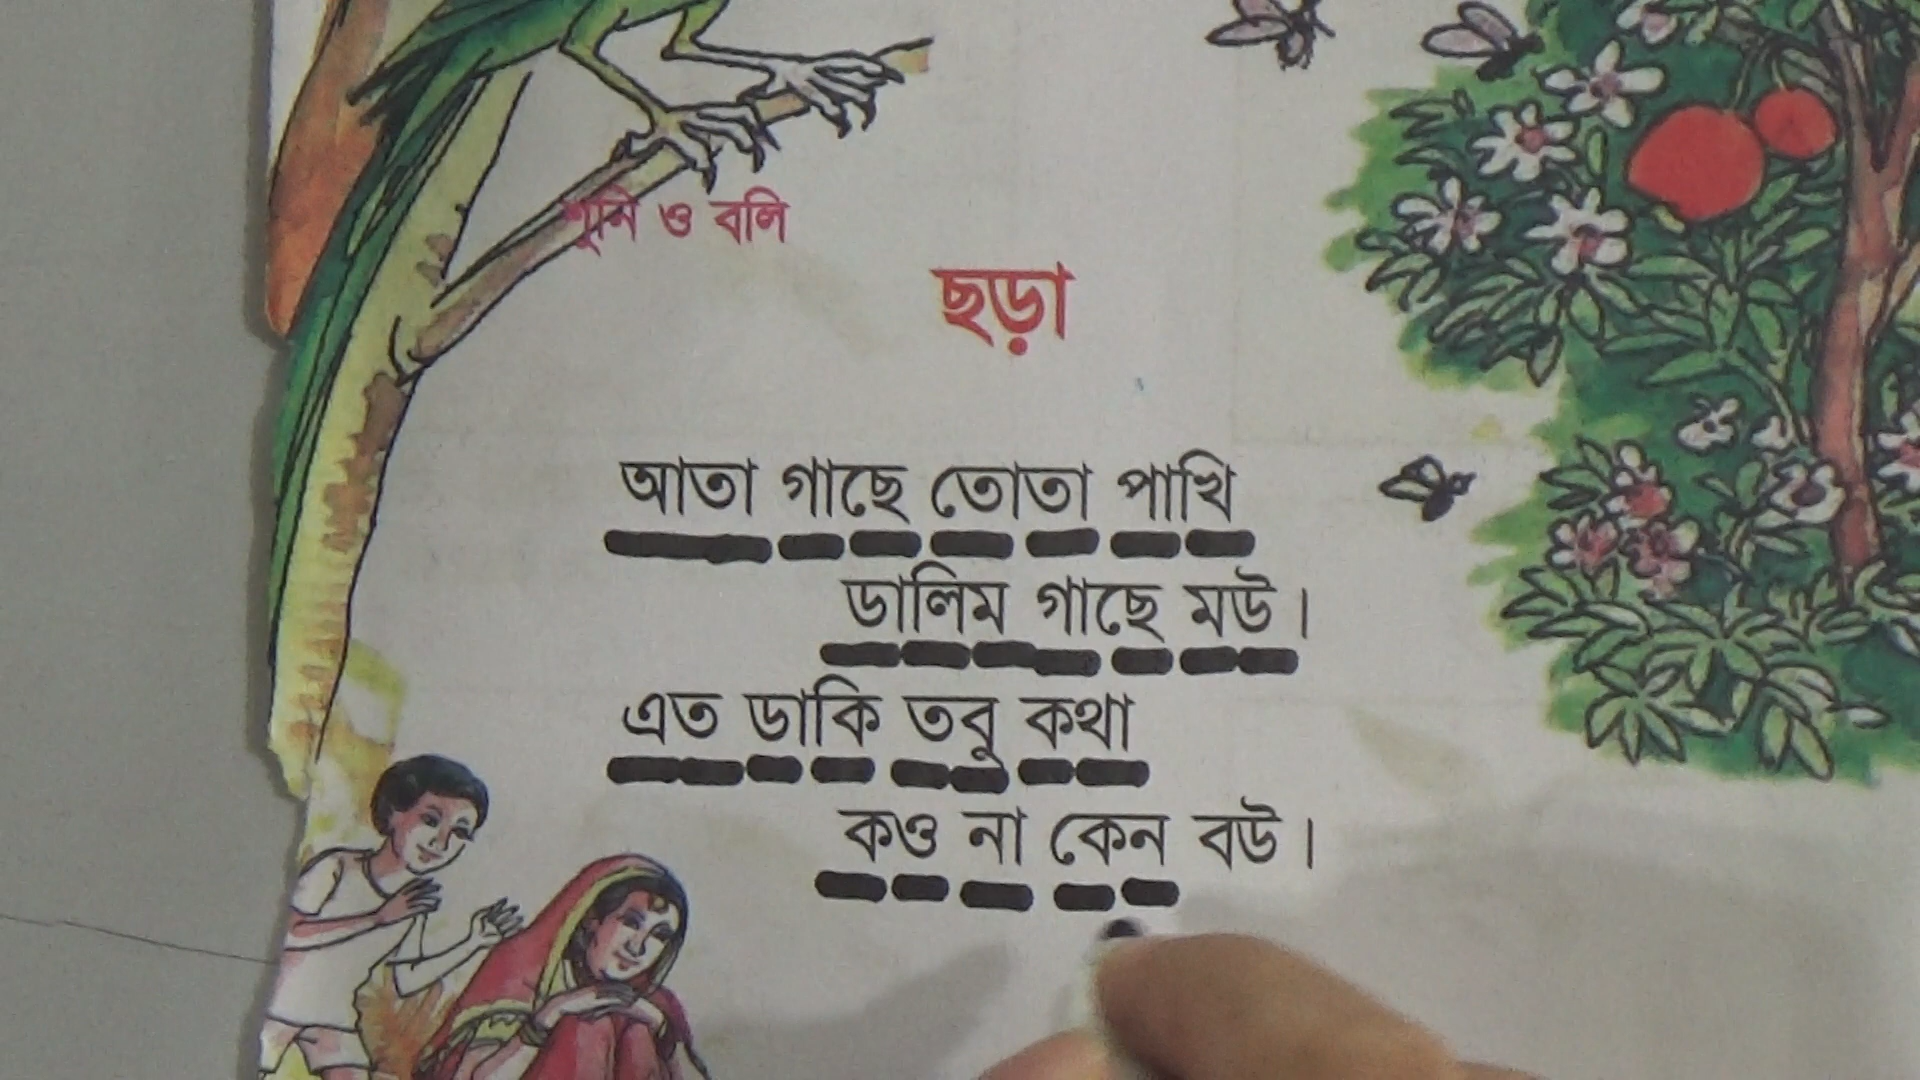 শুনি ও বলি
ছড়া
আতা গাছে তোতা পাখি
ডালিম গাছে মউ।
এত ডাকি তবু কথা
কও না কেন বউ।